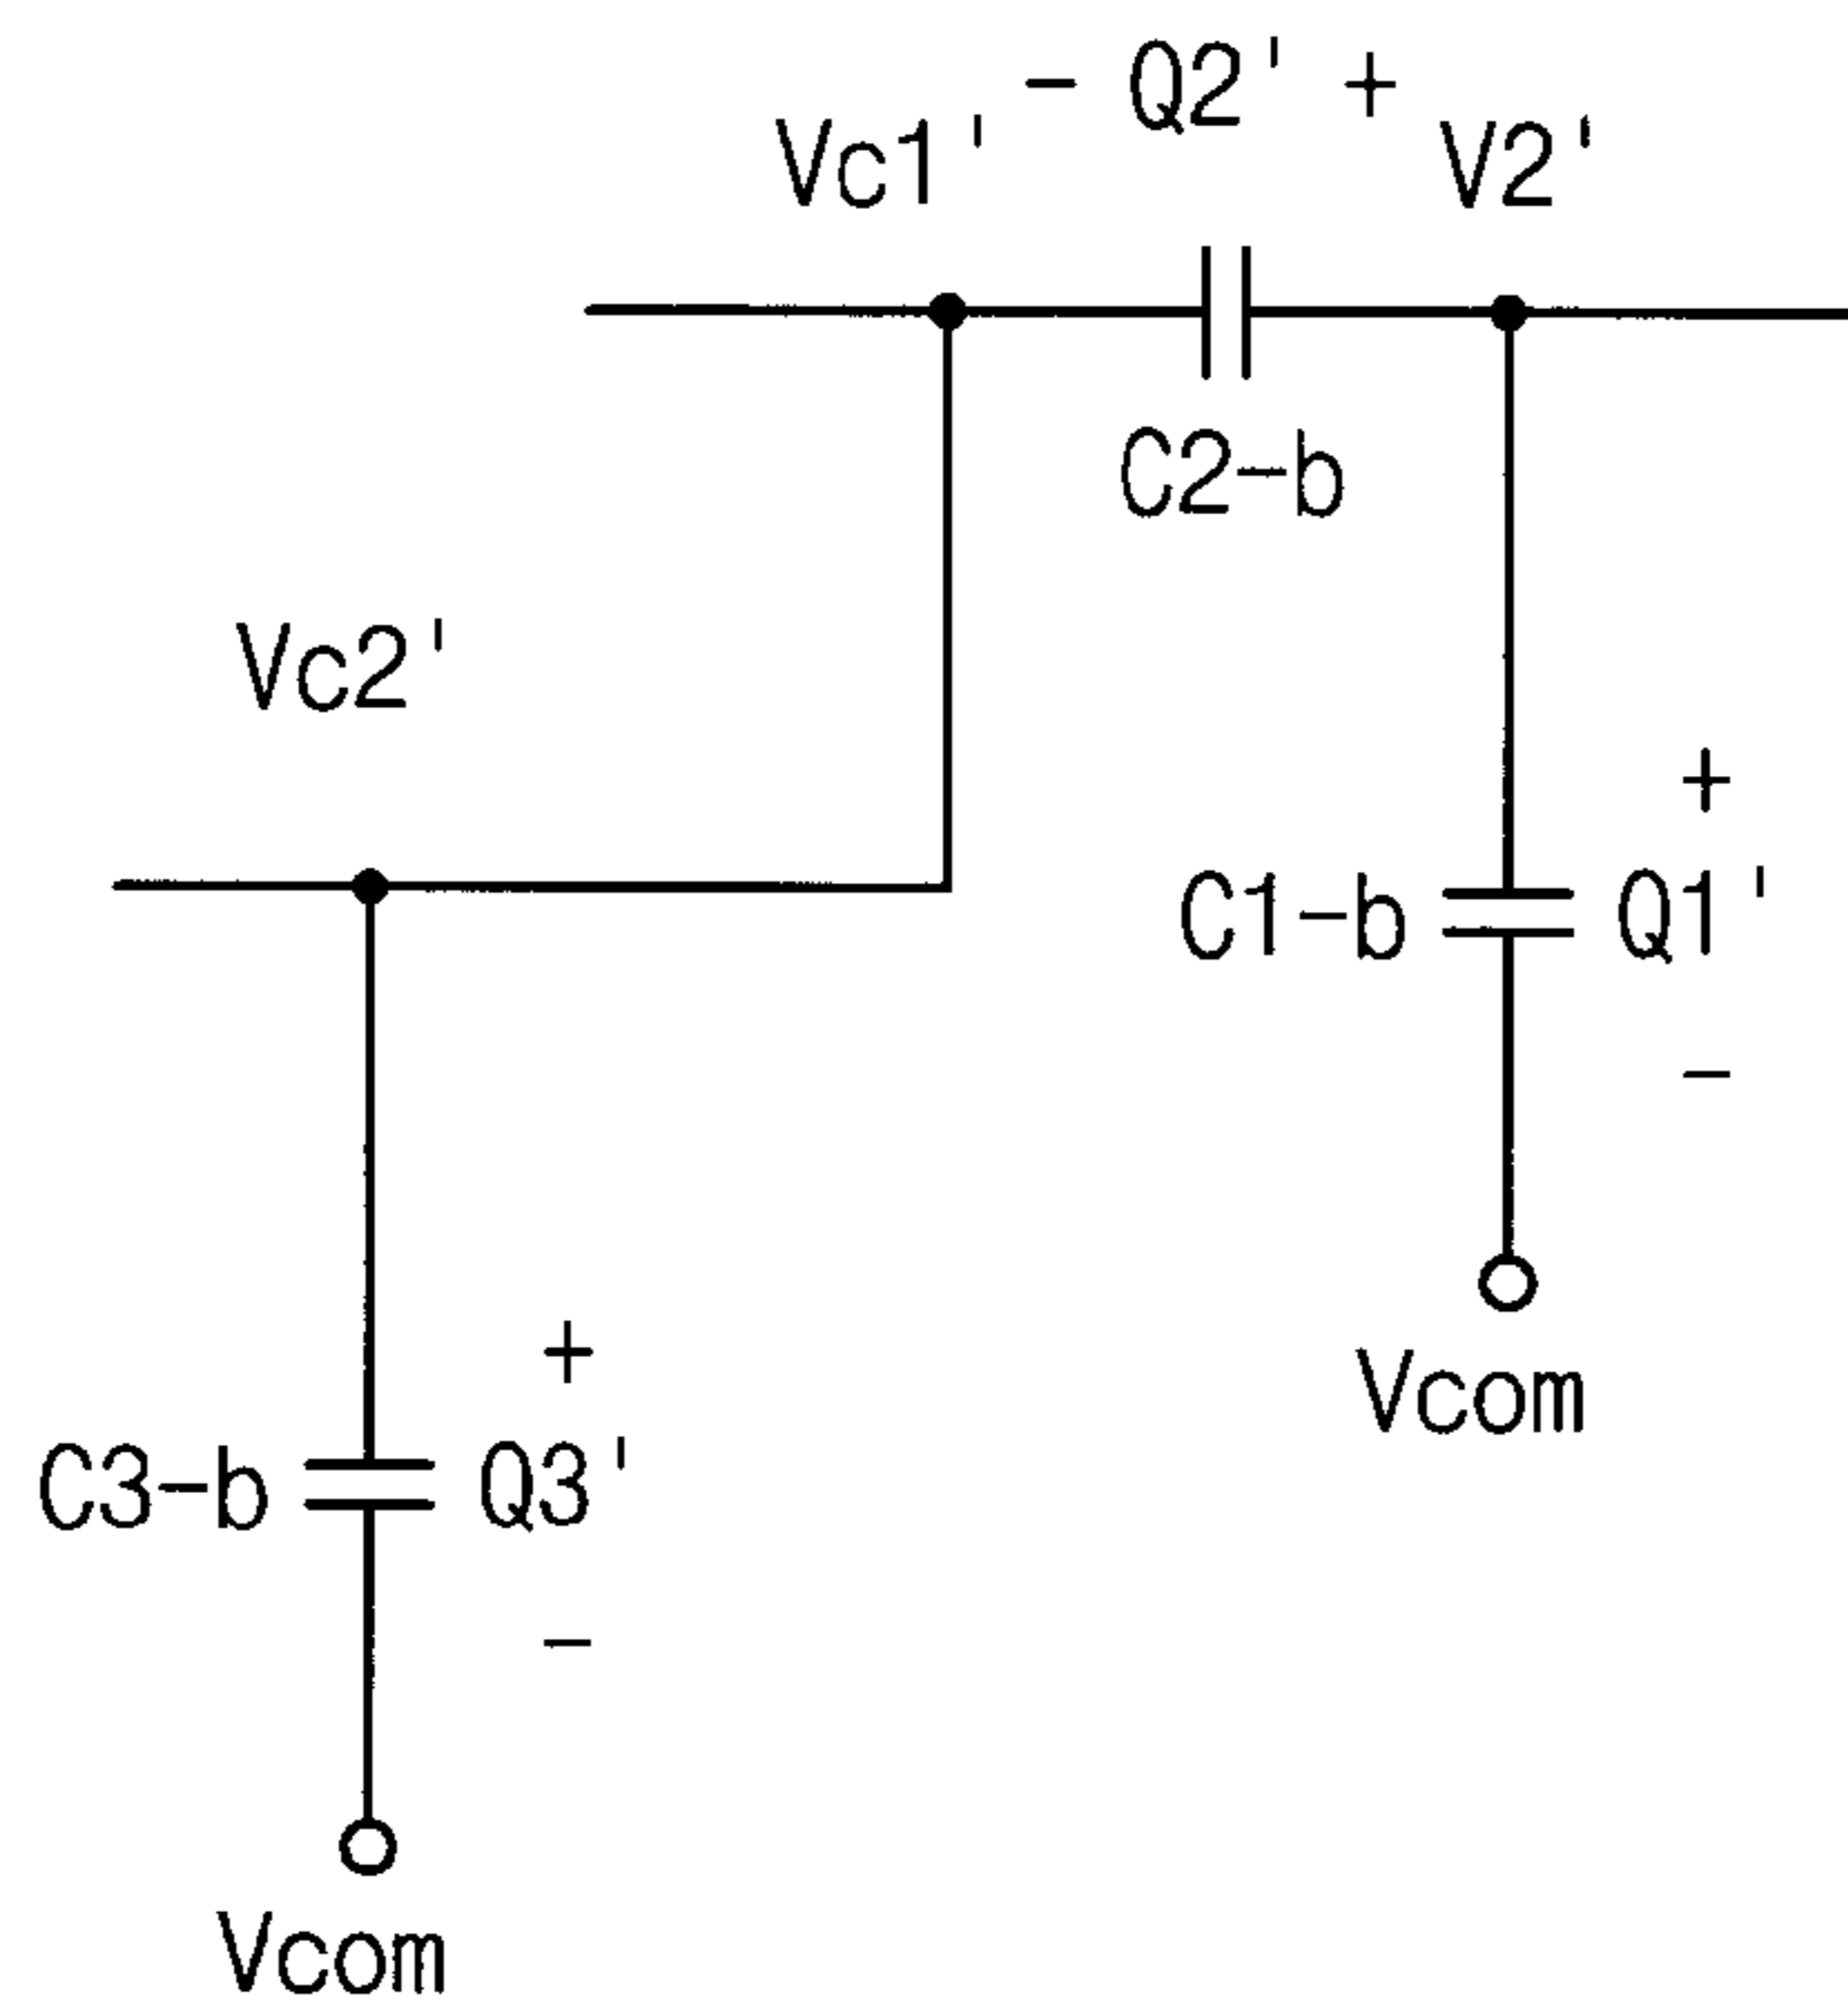 - Q2' +
Vc1'
V2'
C2-b
Vc2'
+
C1-b
Q1'
-
Vcom
+
C3-b
Q3'
-
Vcom